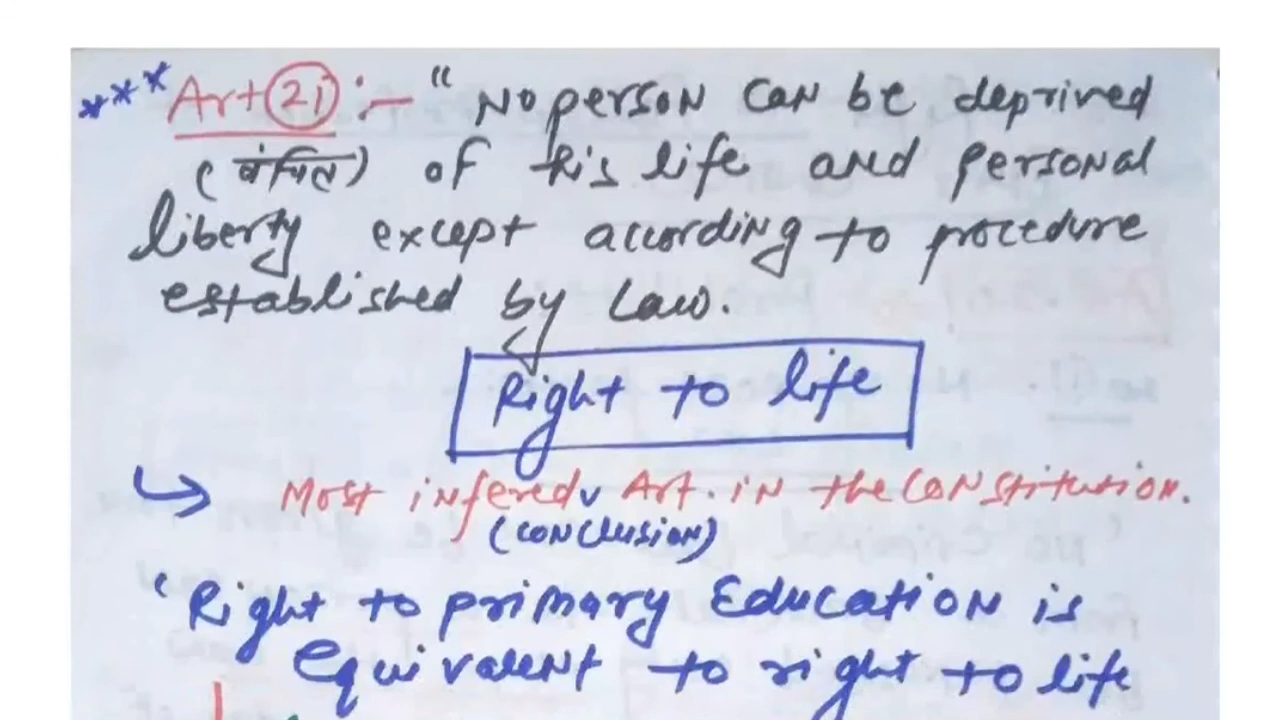 *** Art 21 :- " No person can be deprived
(वंचित) of his life and personal
liberty except according to procedure
established by law.
Right to life
↳ Most infered Art. in the Constitution.
(conclusion)
' Right to primary Education is
equivalent to right to life